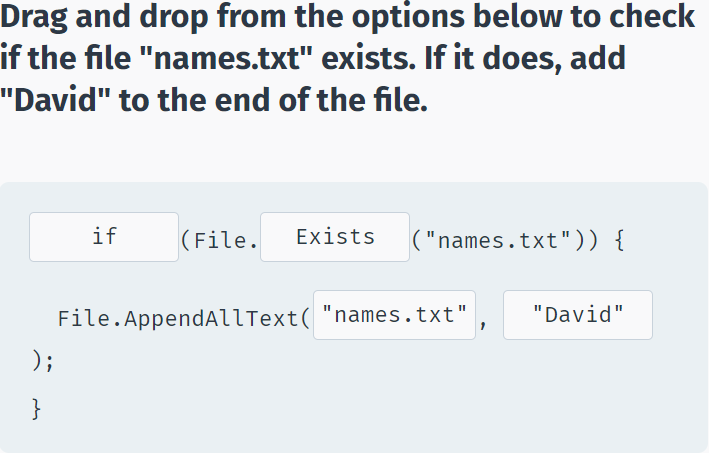 Drag and drop from the options below to check
if the file "names.txt" exists. If it does, add
"David" to the end of the file.
if (File. Exists ("names.txt")) {
File.AppendAllText( "names.txt" , "David"
);
}